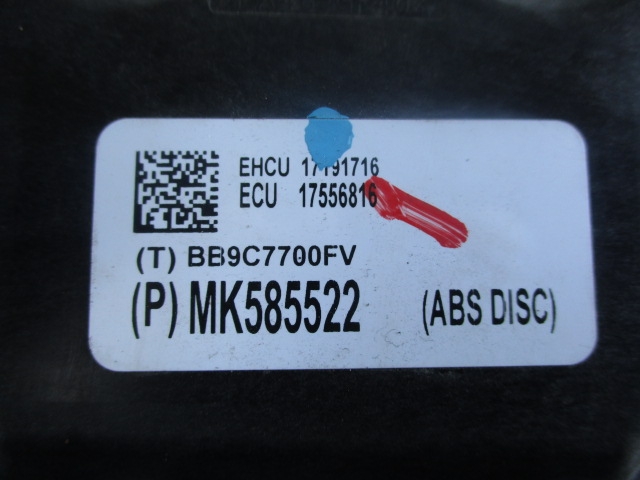 EHCU 17191716
ECU 17556816
(T) BB9C7700FV
(P) MK585522 (ABS DISC)